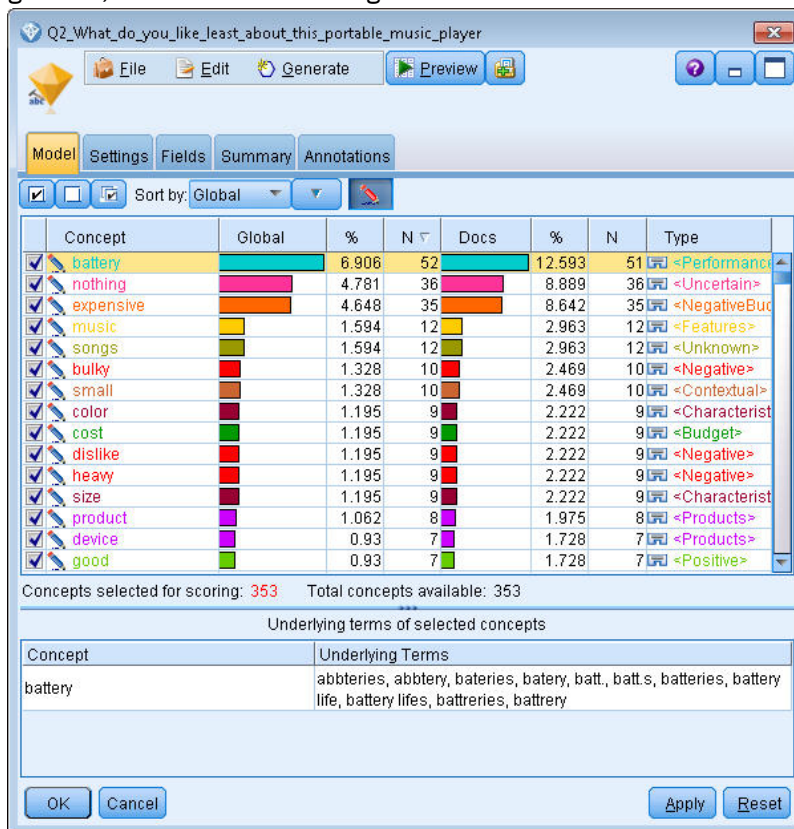 Q2_What_do_you_like_least_about_this_portable_music_player
File Edit Generate Preview
abc
Model Settings Fields Summary Annotations
Sort by: Global
Concept Global % N Docs % N Type
battery 6.906 52 12.593 51 <Performance
nothing 4.781 36 8.889 36 <Uncertain>
expensive 4.648 35 8.642 35 <NegativeBud
music 1.594 12 2.963 12 <Features>
songs 1.594 12 2.963 12 <Unknown>
bulky 1.328 10 2.469 10 <Negative>
small 1.328 10 2.469 10 <Contextual>
color 1.195 9 2.222 9 <Characterist
cost 1.195 9 2.222 9 <Budget>
dislike 1.195 9 2.222 9 <Negative>
heavy 1.195 9 2.222 9 <Negative>
size 1.195 9 2.222 9 <Characterist
product 1.062 8 1.975 8 <Products>
device 0.93 7 1.728 7 <Products>
good 0.93 7 1.728 7 <Positive>
Concepts selected for scoring: 353 Total concepts available: 353
Underlying terms of selected concepts
Concept Underlying Terms
battery abbteries, abbtery, bateries, batery, batt., batt.s, batteries, battery
life, battery lifes, battreries, battrery
OK Cancel Apply Reset